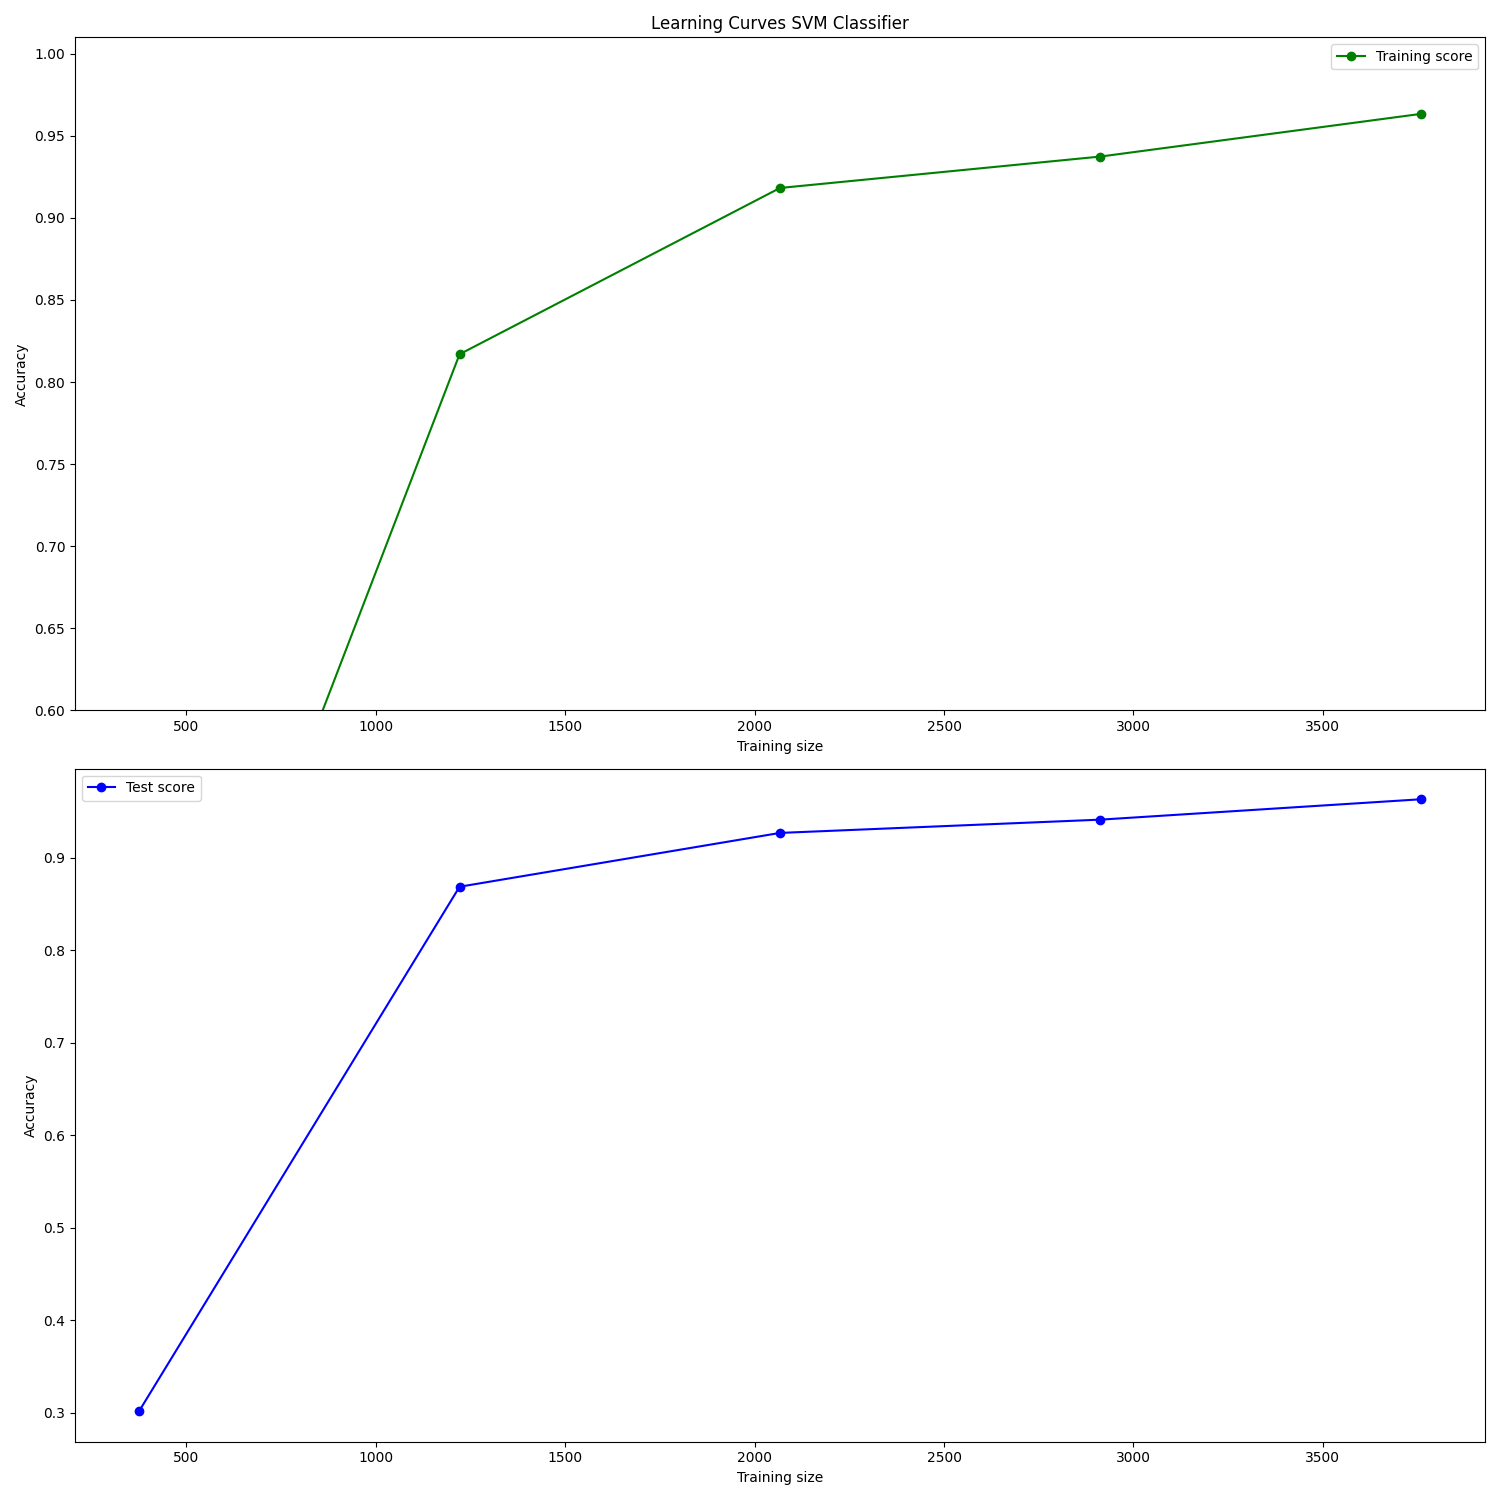 Learning Curves SVM Classifier
Training score
1.00
0.95
0.90
0.85
0.80
0.75
0.70
0.65
0.60
Accuracy
500 1000 1500 2000 2500 3000 3500
Training size
Test score
0.9
0.8
0.7
0.6
0.5
0.4
0.3
Accuracy
500 1000 1500 2000 2500 3000 3500
Training size